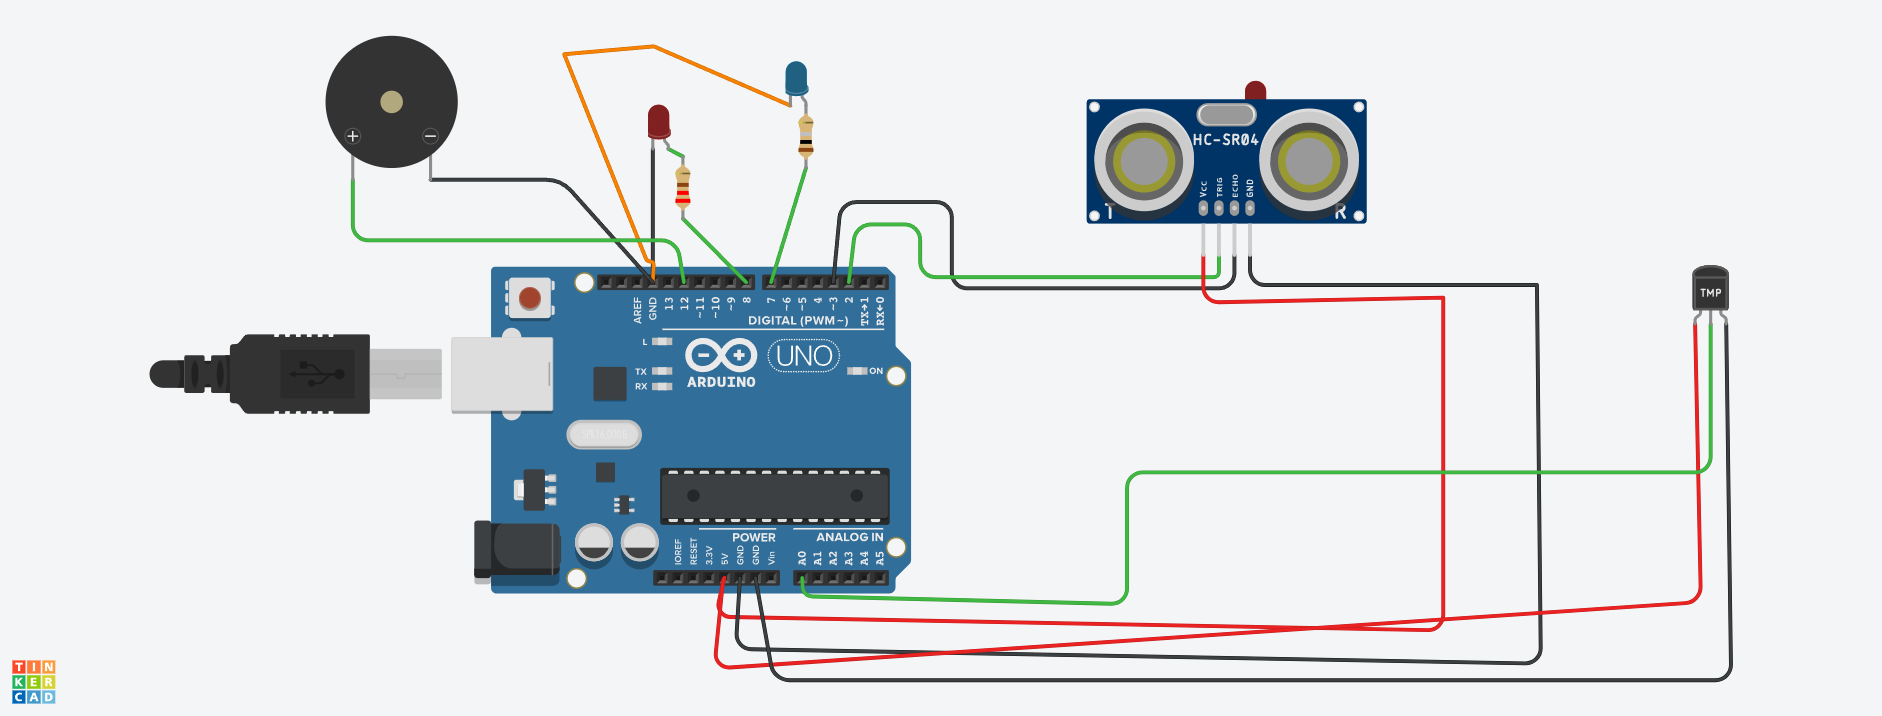 + −
HC-SR04
VCC
TRIG
ECHO
GND
T R
TMP
AREF
GND
13
12
~11
~10
~9
8
7
~6
~5
4
~3
2
TX→1
RX←0
DIGITAL (PWM~)
L
TX
RX
ARDUINO
UNO
ON
POWER
ANALOG IN
IOREF
RESET
3.3V
5V
GND
GND
Vin
A0
A1
A2
A3
A4
A5
TIN
KER
CAD